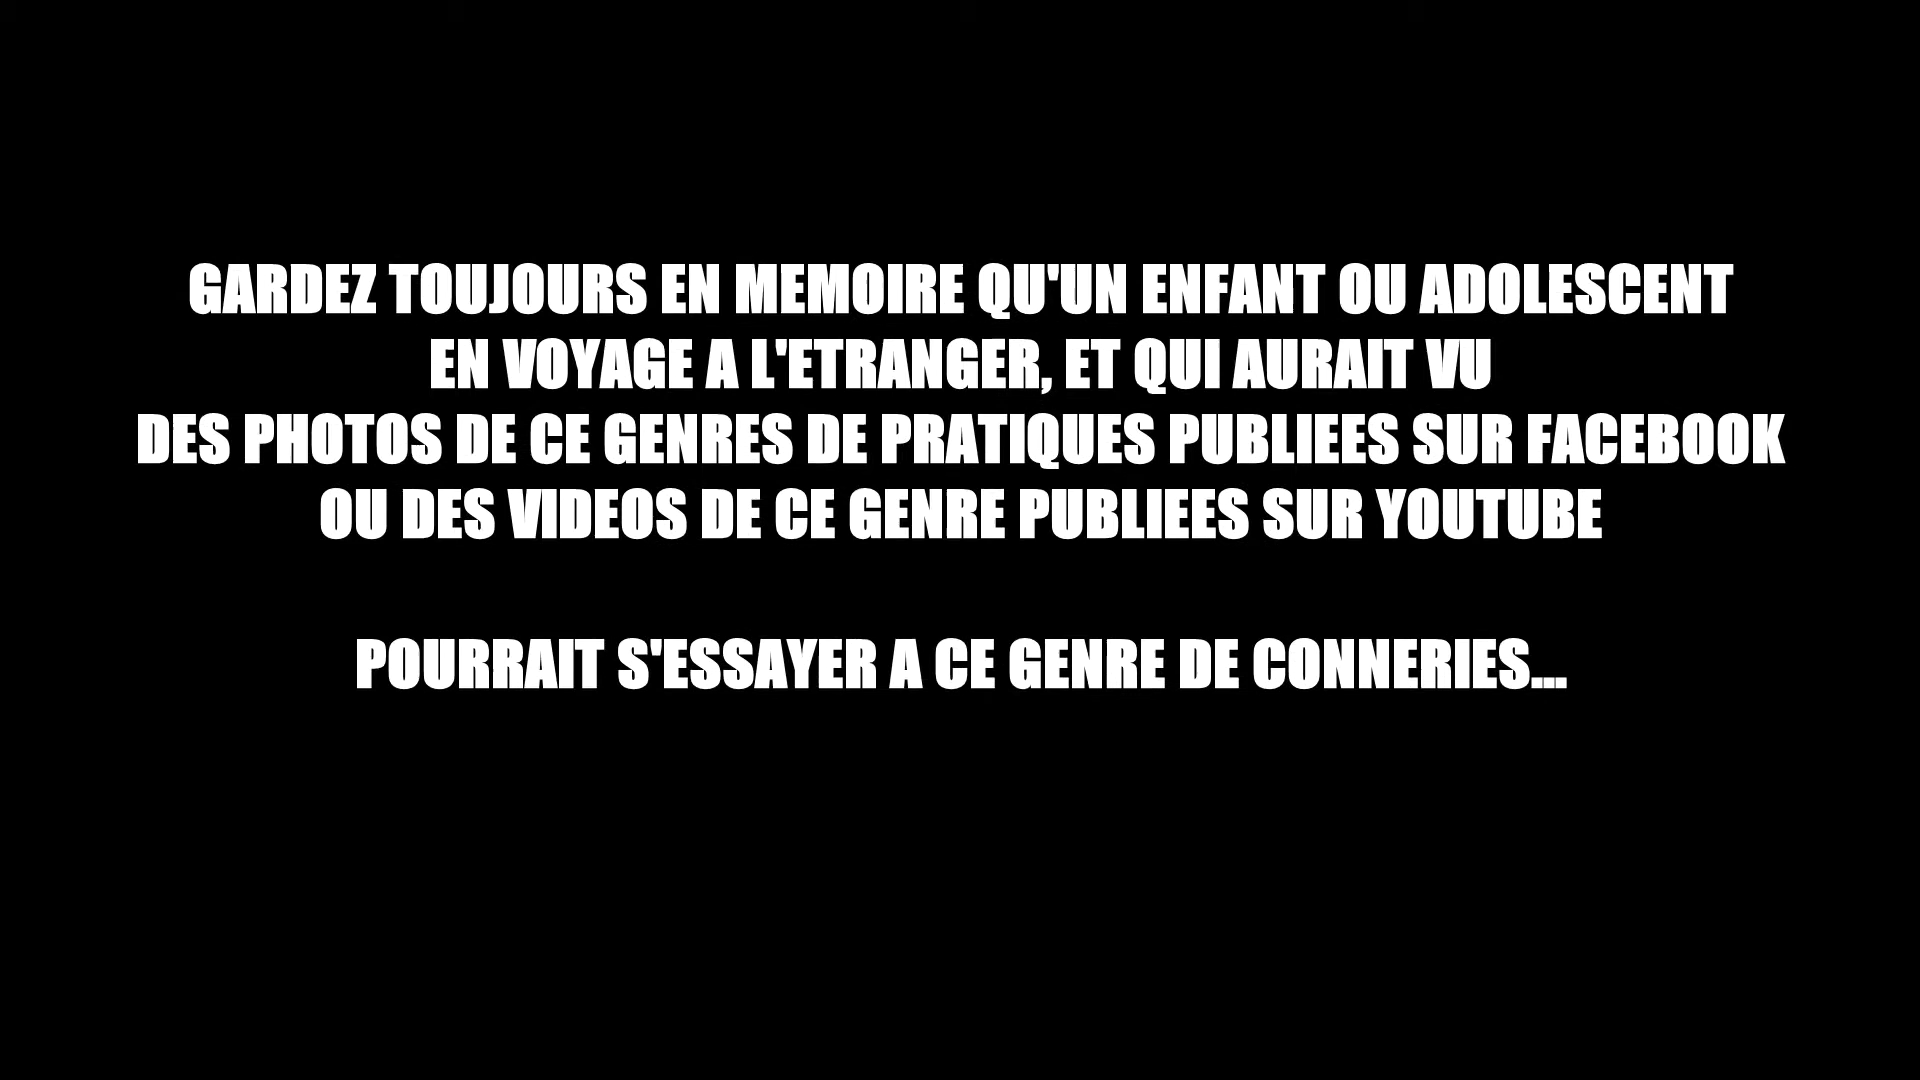 GARDEZ TOUJOURS EN MEMOIRE QU'UN ENFANT OU ADOLESCENT
EN VOYAGE A L'ETRANGER, ET QUI AURAIT VU
DES PHOTOS DE CE GENRES DE PRATIQUES PUBLIEES SUR FACEBOOK
OU DES VIDEOS DE CE GENRE PUBLIEES SUR YOUTUBE
POURRAIT S'ESSAYER A CE GENRE DE CONNERIES...